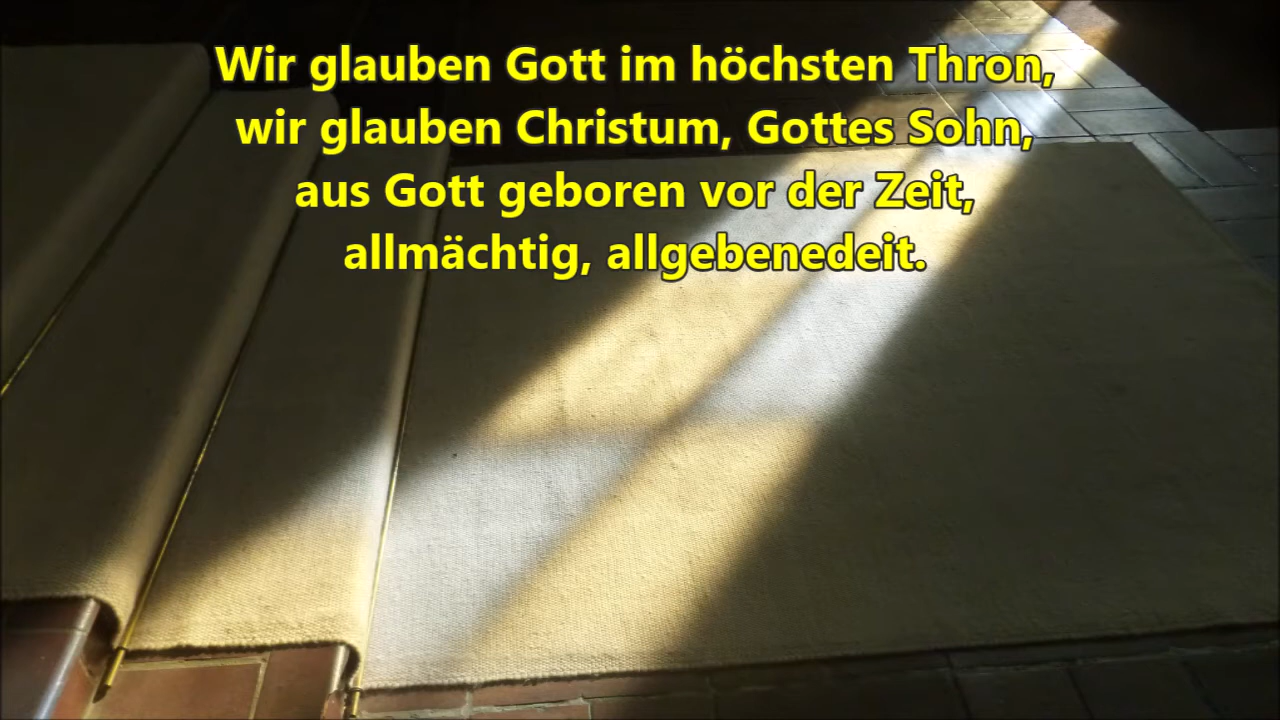 Wir glauben Gott im höchsten Thron,
wir glauben Christum, Gottes Sohn,
aus Gott geboren vor der Zeit,
allmächtig, allgebenedeit.